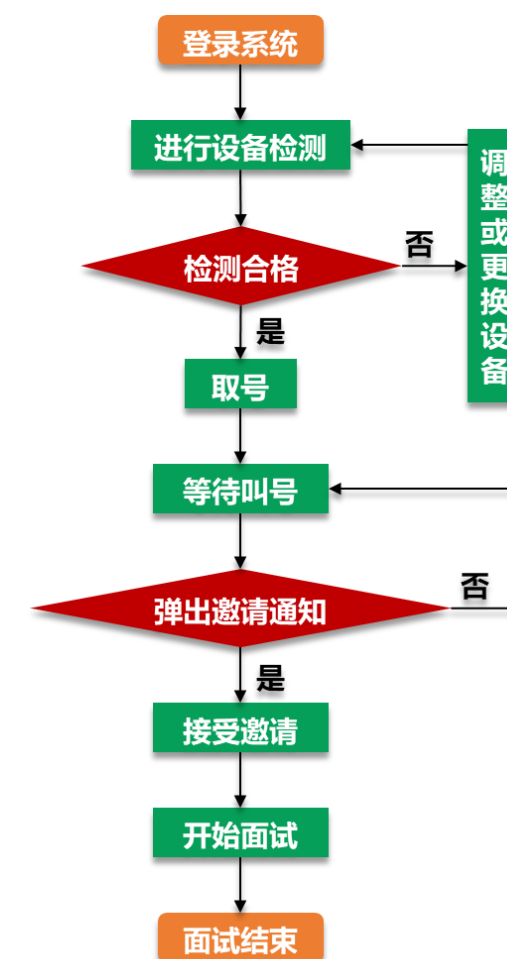 登录系统
进行设备检测
检测合格
否
调
整
或
更
换
设
备
是
取号
等待叫号
弹出邀请通知
否
是
接受邀请
开始面试
面试结束